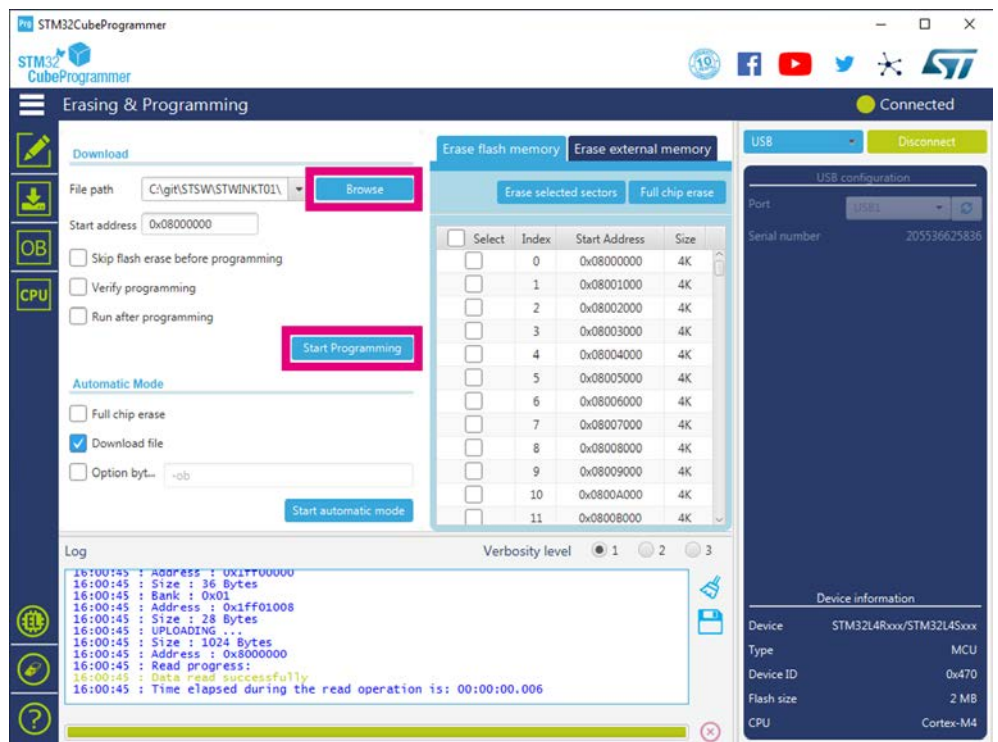 STM32CubeProgrammer
STM32
CubeProgrammer
10
Erasing & Programming
Connected
OB
CPU
EL
Download
File path C:\git\STSW\STWINKT01\ Browse
Start address 0x08000000
Skip flash erase before programming
Verify programming
Run after programming
Start Programming
Automatic Mode
Full chip erase
Download file
Option byt... -ob
Start automatic mode
Erase flash memory Erase external memory
Erase selected sectors Full chip erase
Select Index Start Address Size
0 0x08000000 4K
1 0x08001000 4K
2 0x08002000 4K
3 0x08003000 4K
4 0x08004000 4K
5 0x08005000 4K
6 0x08006000 4K
7 0x08007000 4K
8 0x08008000 4K
9 0x08009000 4K
10 0x0800A000 4K
11 0x0800B000 4K
Log Verbosity level 1 2 3
16:00:45 : Address : 0x1ff00000
16:00:45 : Size : 36 Bytes
16:00:45 : Bank : 0x01
16:00:45 : Address : 0x1ff01008
16:00:45 : Size : 28 Bytes
16:00:45 : UPLOADING ...
16:00:45 : Size : 1024 Bytes
16:00:45 : Address : 0x8000000
16:00:45 : Read progress:
16:00:45 : Data read successfully
16:00:45 : Time elapsed during the read operation is: 00:00:00.006
USB Disconnect
USB configuration
Port USB1
Serial number 205536625836
Device information
Device STM32L4Rxxx/STM32L4Sxxx
Type MCU
Device ID 0x470
Flash size 2 MB
CPU Cortex-M4